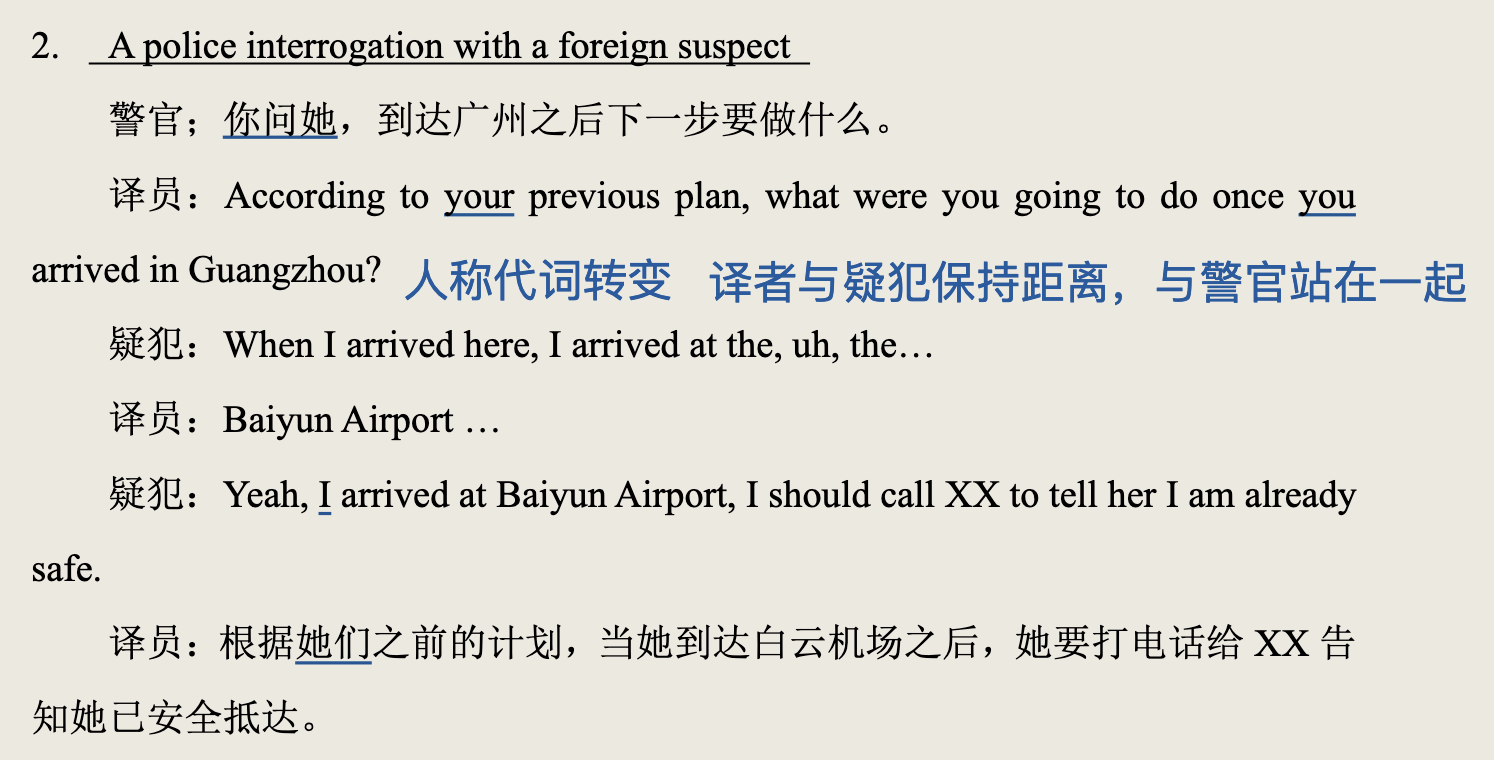 2. A police interrogation with a foreign suspect
警官；你问她，到达广州之后下一步要做什么。
译员：According to your previous plan, what were you going to do once you
arrived in Guangzhou? 人称代词转变 译者与疑犯保持距离，与警官站在一起
疑犯：When I arrived here, I arrived at the, uh, the…
译员：Baiyun Airport …
疑犯：Yeah, I arrived at Baiyun Airport, I should call XX to tell her I am already
safe.
译员：根据她们之前的计划，当她到达白云机场之后，她要打电话给 XX 告
知她已安全抵达。